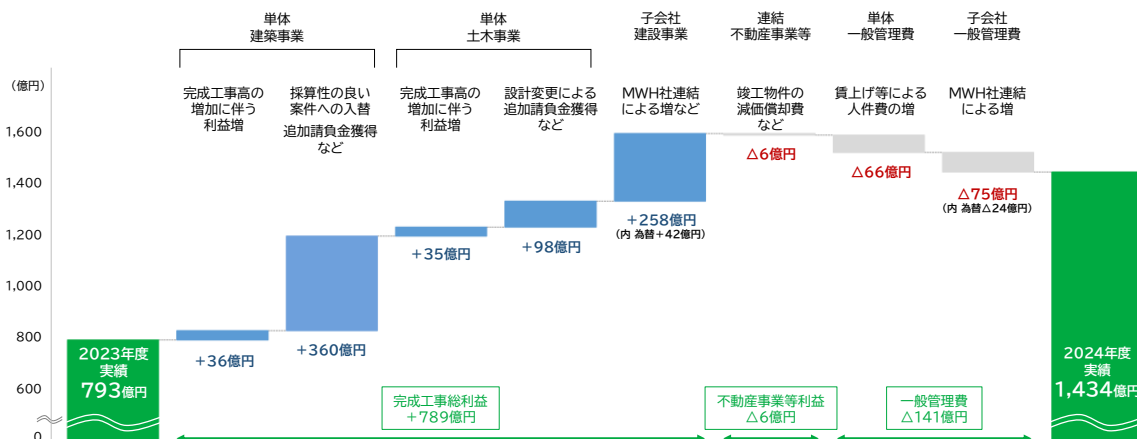 単体
建築事業
単体
土木事業
子会社
建設事業
連結
不動産事業等
単体
一般管理費
子会社
一般管理費
（億円）
完成工事高の
増加に伴う
利益増
採算性の良い
案件への入替
追加請負金獲得
など
完成工事高の
増加に伴う
利益増
設計変更による
追加請負金獲得
など
MWH社連結
による増など
竣工物件の
減価償却費
など
賃上げ等による
人件費の増
MWH社連結
による増
1,600
1,400
1,200
1,000
800
600
0
2023年度
実績
793億円
+36億円
+360億円
+35億円
+98億円
+258億円
（内 為替+42億円）
△6億円
△66億円
△75億円
（内 為替△24億円）
2024年度
実績
1,434億円
完成工事総利益
+789億円
不動産事業等利益
△6億円
一般管理費
△141億円